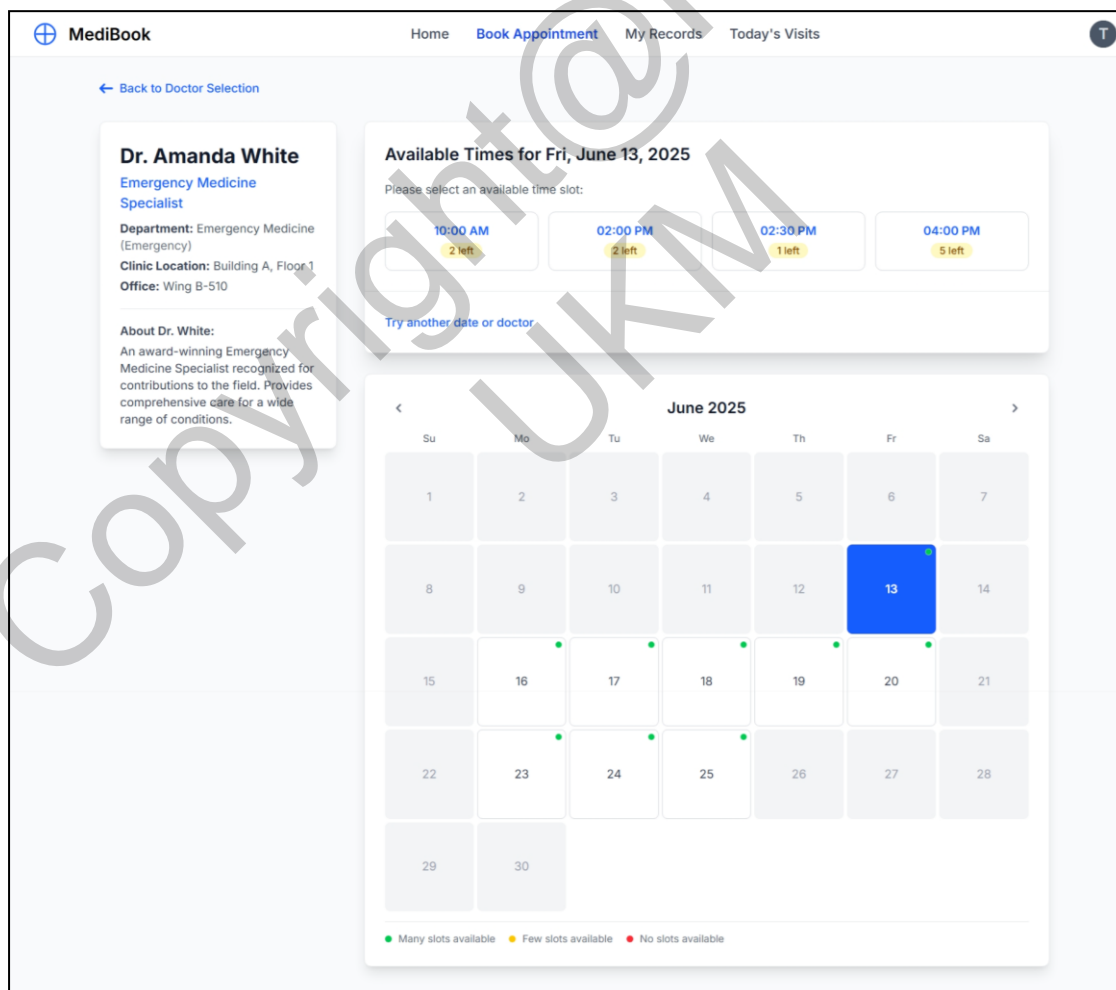 MediBook
Home Book Appointment My Records Today's Visits
T
← Back to Doctor Selection
Dr. Amanda White
Emergency Medicine
Specialist
Department: Emergency Medicine
(Emergency)
Clinic Location: Building A, Floor 1
Office: Wing B-510
About Dr. White:
An award-winning Emergency
Medicine Specialist recognized for
contributions to the field. Provides
comprehensive care for a wide
range of conditions.
Available Times for Fri, June 13, 2025
Please select an available time slot:
10:00 AM 02:00 PM 02:30 PM 04:00 PM
2 left 2 left 1 left 5 left
Try another date or doctor
< June 2025 >
Su Mo Tu We Th Fr Sa
1 2 3 4 5 6 7
8 9 10 11 12 13 14
15 16 17 18 19 20 21
22 23 24 25 26 27 28
29 30
Many slots available Few slots available No slots available
Copyright@
UKM